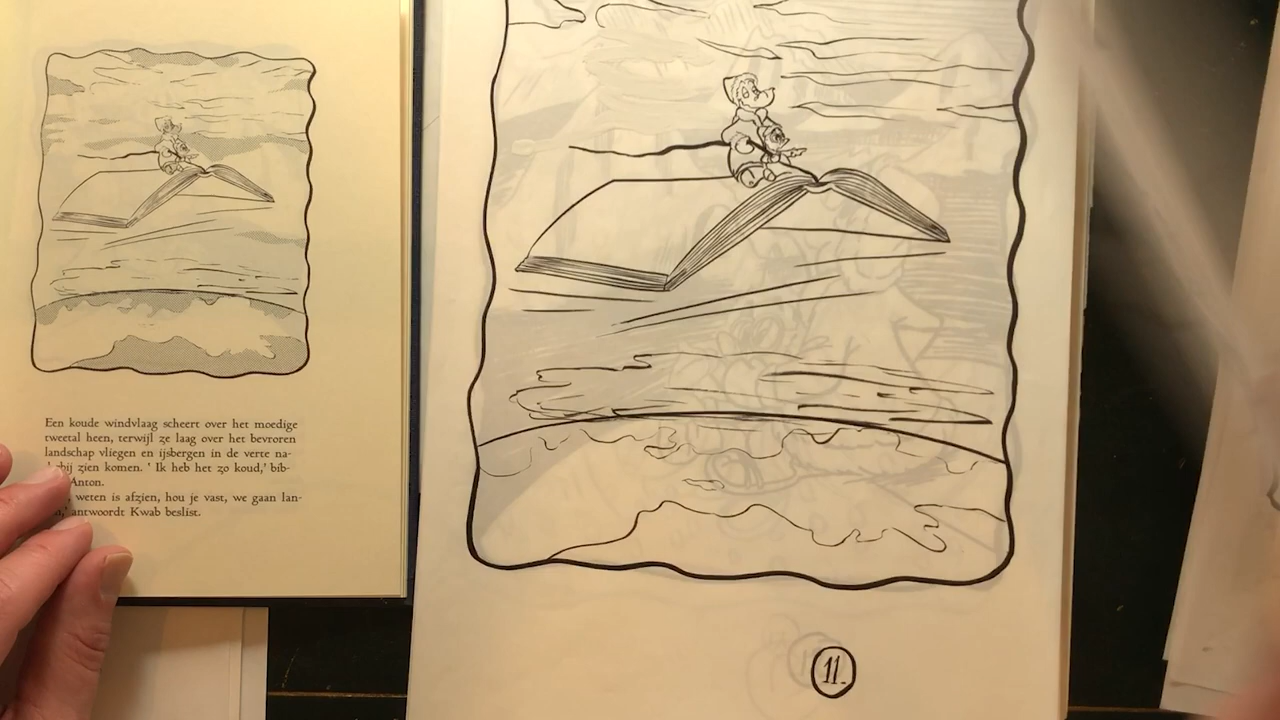 Een koude windvlaag scheert over het moedige
tweetal heen, terwijl ze laag over het bevroren
landschap vliegen en ijsbergen in de verte na-
bij zien komen. ' Ik heb het zo koud,' bib-
Anton.
weten is afzien, hou je vast, we gaan lan-
antwoordt Kwab beslist.
11.